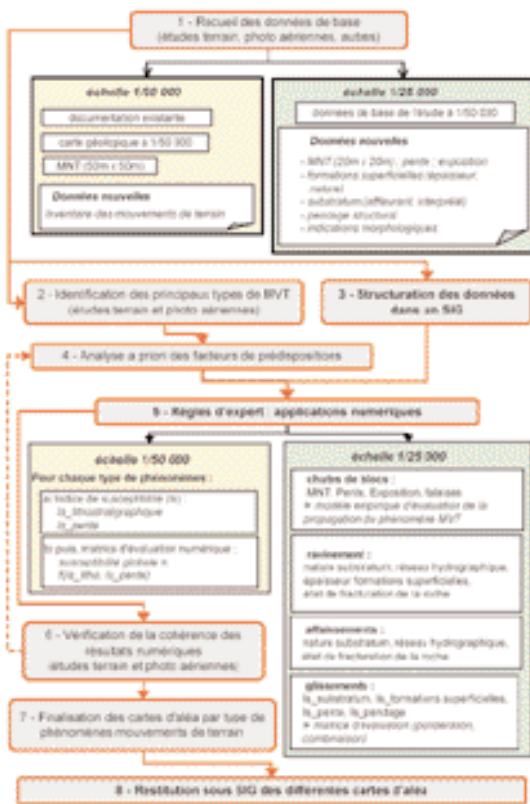 1 - Recueil des données de base
(études terrain, photo aériennes, autres)
échelle 1/50 000
documentation existante
carte géologique à 1/50 000
MNT (50m x 50m)
Données nouvelles
Inventaire des mouvements de terrain
échelle 1/25 000
données de base de l'étude à 1/50 000
Données nouvelles
- MNT (20m x 20m) ; pente ; exposition
- formations superficielles (épaisseur,
nature)
- substratum (affleurant, interprété)
- pendage structural
- indications morphologiques
2 - Identification des principaux types de MVT
(études terrain et photo aériennes)
3 - Structuration des données
dans un SIG
4 - Analyse a priori des facteurs de prédispositions
5 - Règles d'expert : applications numériques
échelle 1/50 000
Pour chaque type de phénomènes :
a) Indice de susceptibilité (Is) :
Is_lithostratigraphique
Is_pente
b) puis, matrice d'évaluation numérique :
susceptibilité globale =
f(Is_litho, Is_pente)
échelle 1/25 000
chutes de blocs :
MNT, Pente, Exposition, falaises
modèle empirique d'évaluation de la
propagation du phénomène MVT
ravinement :
nature substratum, réseau hydrographique,
épaisseur formations superficielles,
état de fracturation de la roche
affaissements :
nature substratum, réseau hydrographique,
état de fracturation de la roche
glissements :
Is_substratum, Is_formations superficielles,
Is_pente, Is_pendage
matrice d'évaluation (pondération,
combinaison)
6 - Vérification de la cohérence des
résultats numériques
(études terrain et photo aériennes)
7 - Finalisation des cartes d'aléa par type de
phénomènes mouvements de terrain
8 - Restitution sous SIG des différentes cartes d'aléa